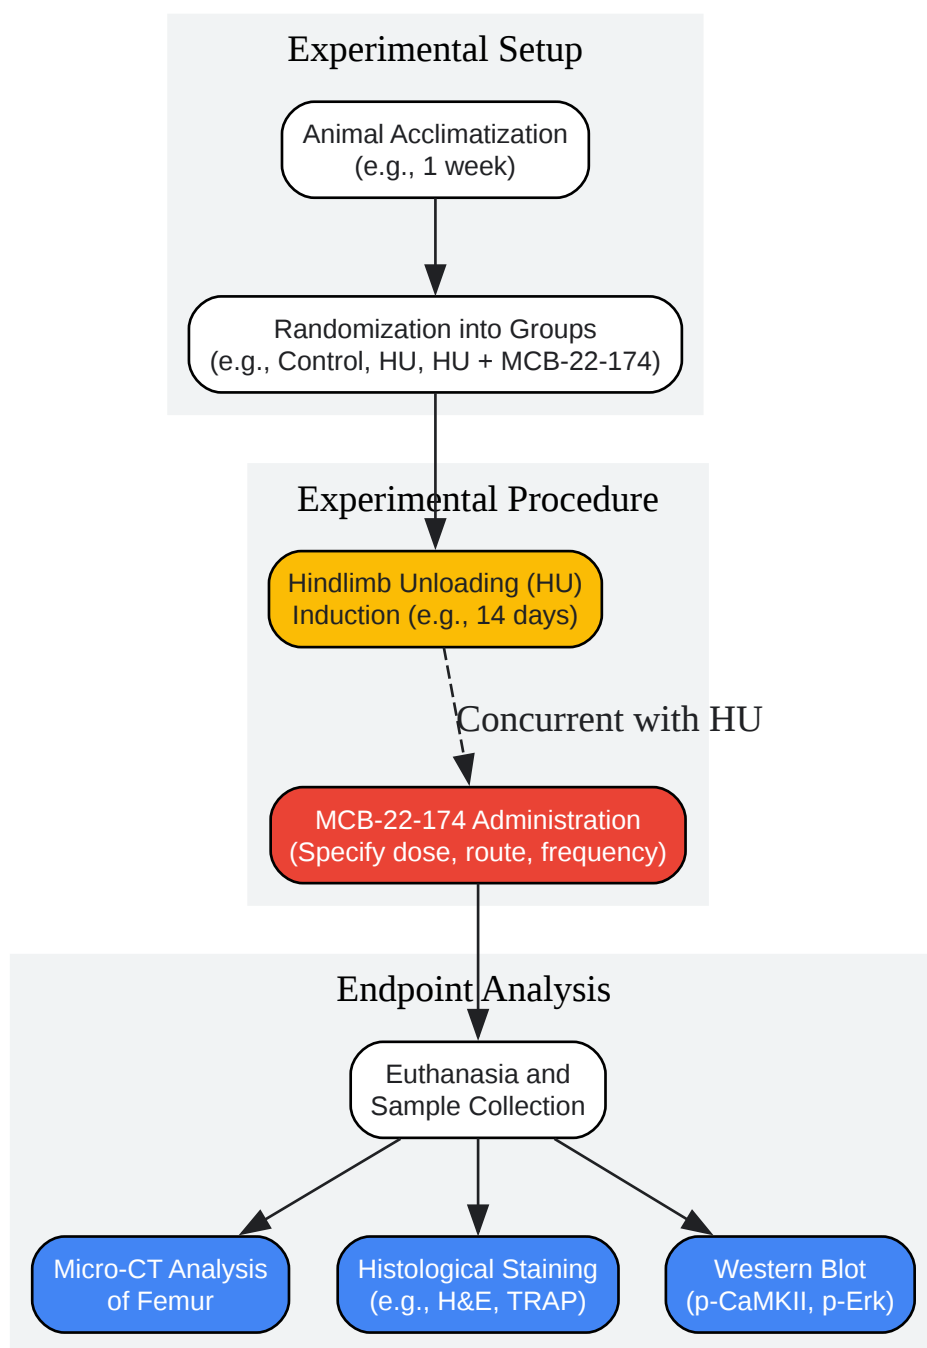 Experimental Setup
Animal Acclimatization
(e.g., 1 week)
Randomization into Groups
(e.g., Control, HU, HU + MCB-22-174)
Experimental Procedure
Hindlimb Unloading (HU)
Induction (e.g., 14 days)
Concurrent with HU
MCB-22-174 Administration
(Specify dose, route, frequency)
Endpoint Analysis
Euthanasia and
Sample Collection
Micro-CT Analysis
of Femur
Histological Staining
(e.g., H&E, TRAP)
Western Blot
(p-CaMKII, p-Erk)